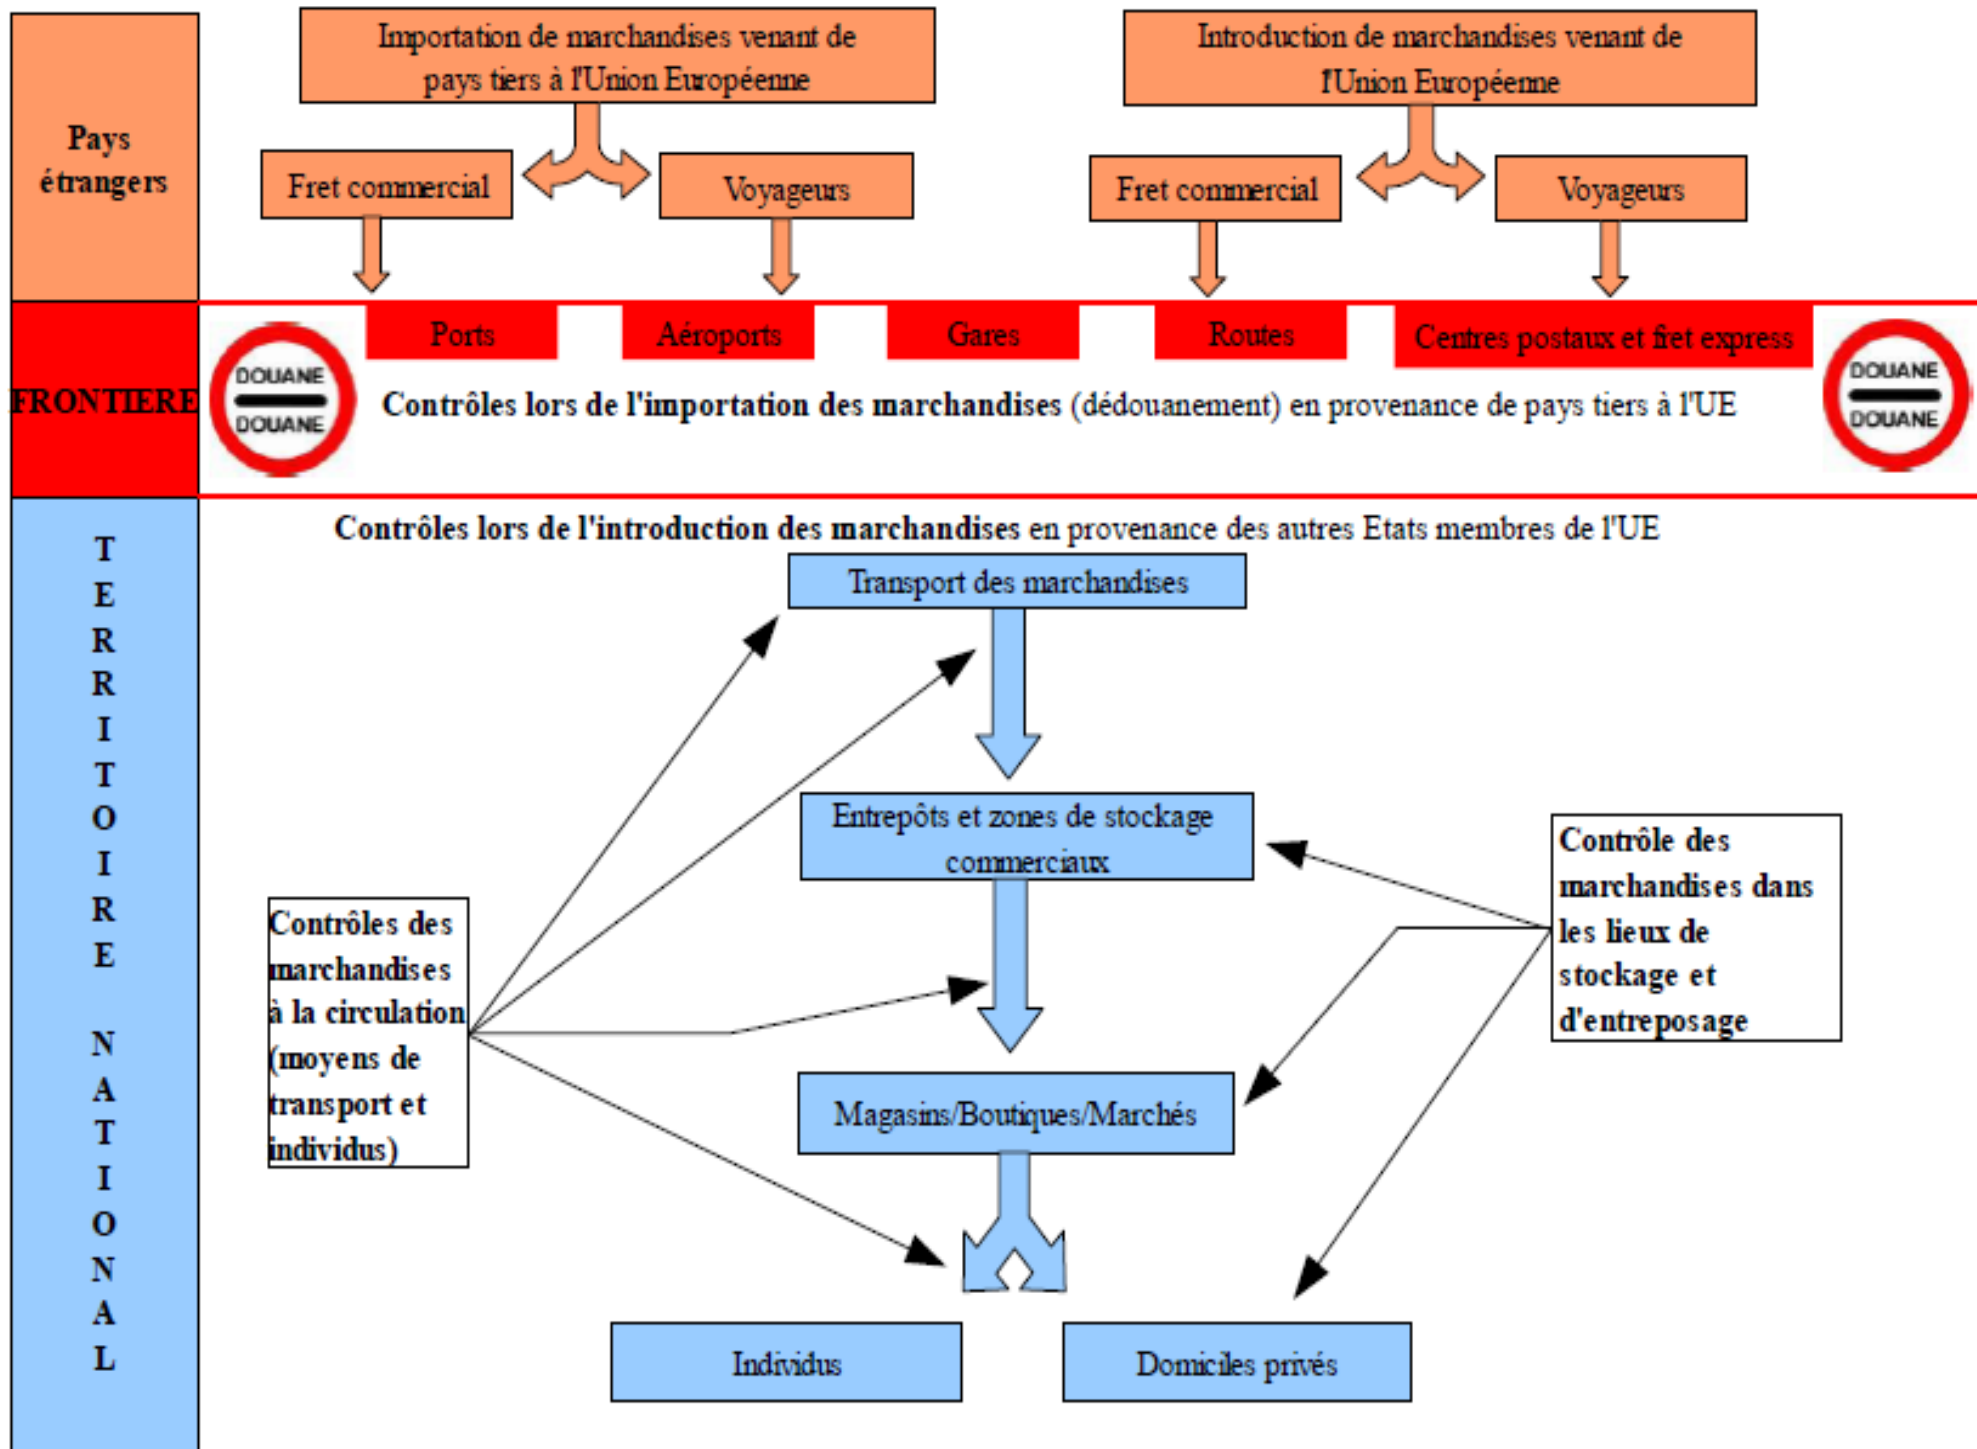 Importation de marchandises venant de
pays tiers à l'Union Européenne
Introduction de marchandises venant de
l'Union Européenne
Pays
étrangers
Fret commercial
Voyageurs
Fret commercial
Voyageurs
FRONTIERE
DOUANE
DOUANE
Ports
Aéroports
Gares
Routes
Centres postaux et fret express
DOUANE
DOUANE
Contrôles lors de l'importation des marchandises (dédouanement) en provenance de pays tiers à l'UE
TERRITOIRE NATIONAL
Contrôles lors de l'introduction des marchandises en provenance des autres Etats membres de l'UE
Transport des marchandises
Entrepôts et zones de stockage
commerciaux
Contrôles des
marchandises
à la circulation
(moyens de
transport et
individus)
Contrôle des
marchandises dans
les lieux de
stockage et
d'entreposage
Magasins/Boutiques/Marchés
Individus
Domiciles privés